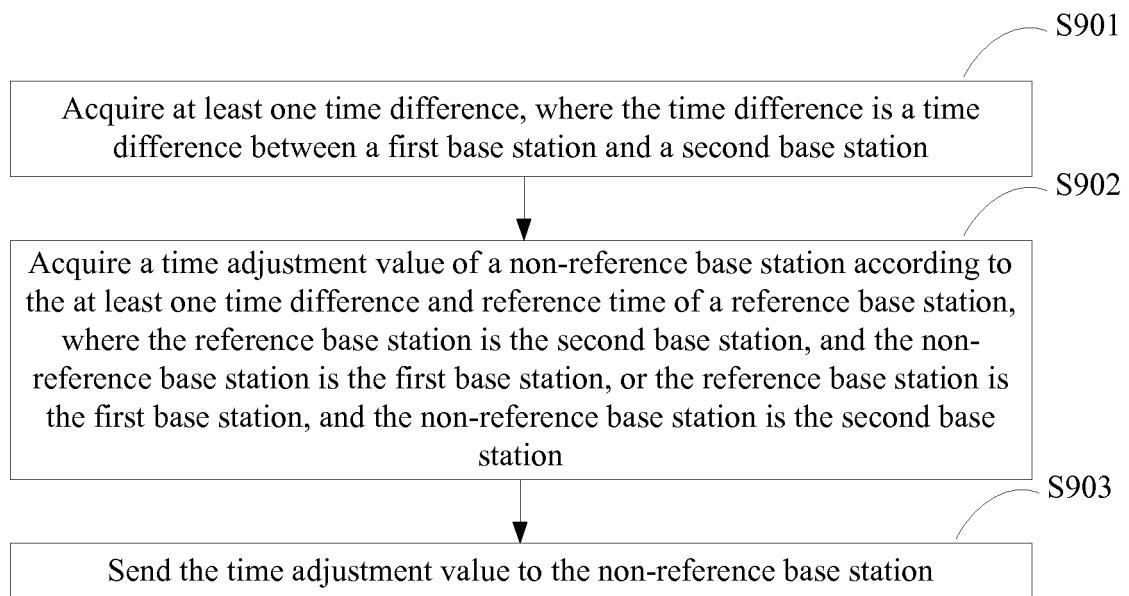 S901
Acquire at least one time difference, where the time difference is a time
difference between a first base station and a second base station
S902
Acquire a time adjustment value of a non-reference base station according to
the at least one time difference and reference time of a reference base station,
where the reference base station is the second base station, and the non-
reference base station is the first base station, or the reference base station is
the first base station, and the non-reference base station is the second base
station
S903
Send the time adjustment value to the non-reference base station